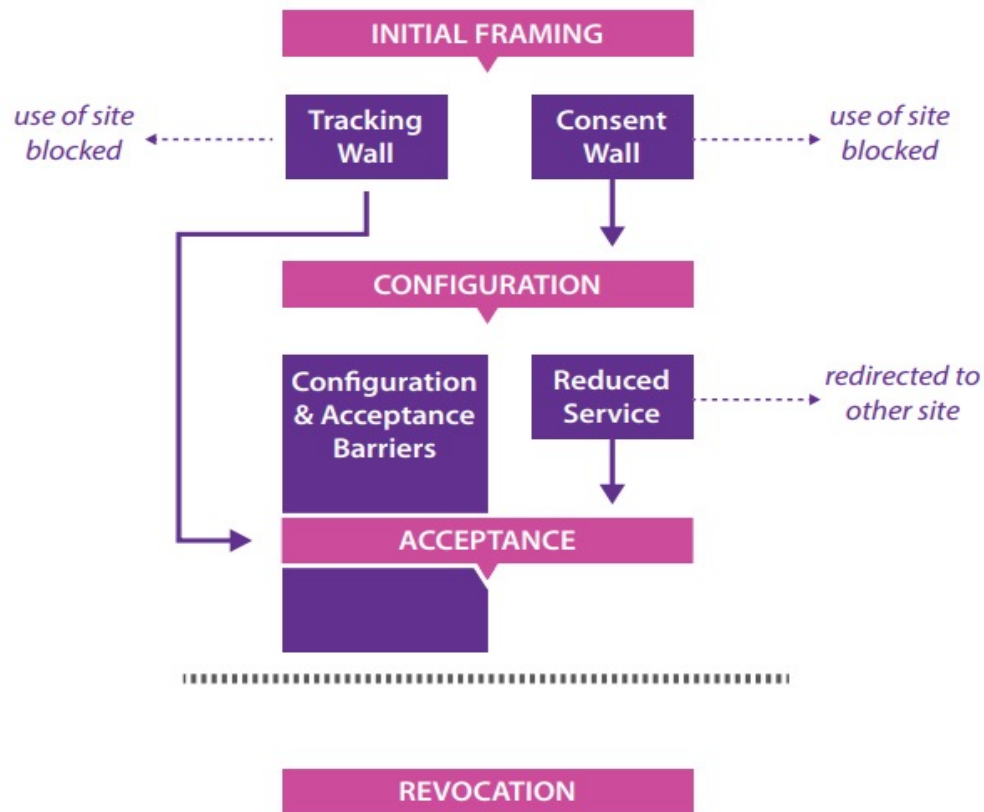 INITIAL FRAMING
use of site
blocked
Tracking
Wall
Consent
Wall
use of site
blocked
CONFIGURATION
Configuration
& Acceptance
Barriers
Reduced
Service
redirected to
other site
ACCEPTANCE
REVOCATION